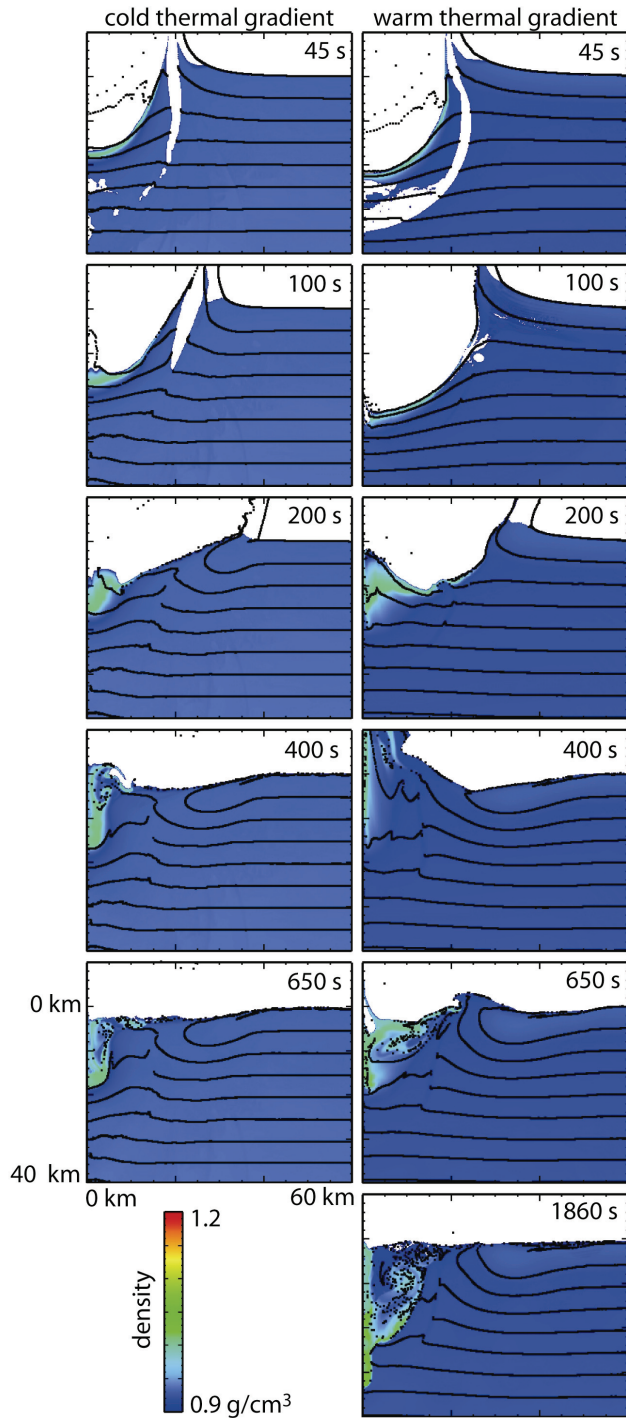 cold thermal gradient
warm thermal gradient
45 s
45 s
100 s
100 s
200 s
200 s
400 s
400 s
650 s
650 s
0 km
40 km
0 km
60 km
1860 s
1.2
density
0.9 g/cm³